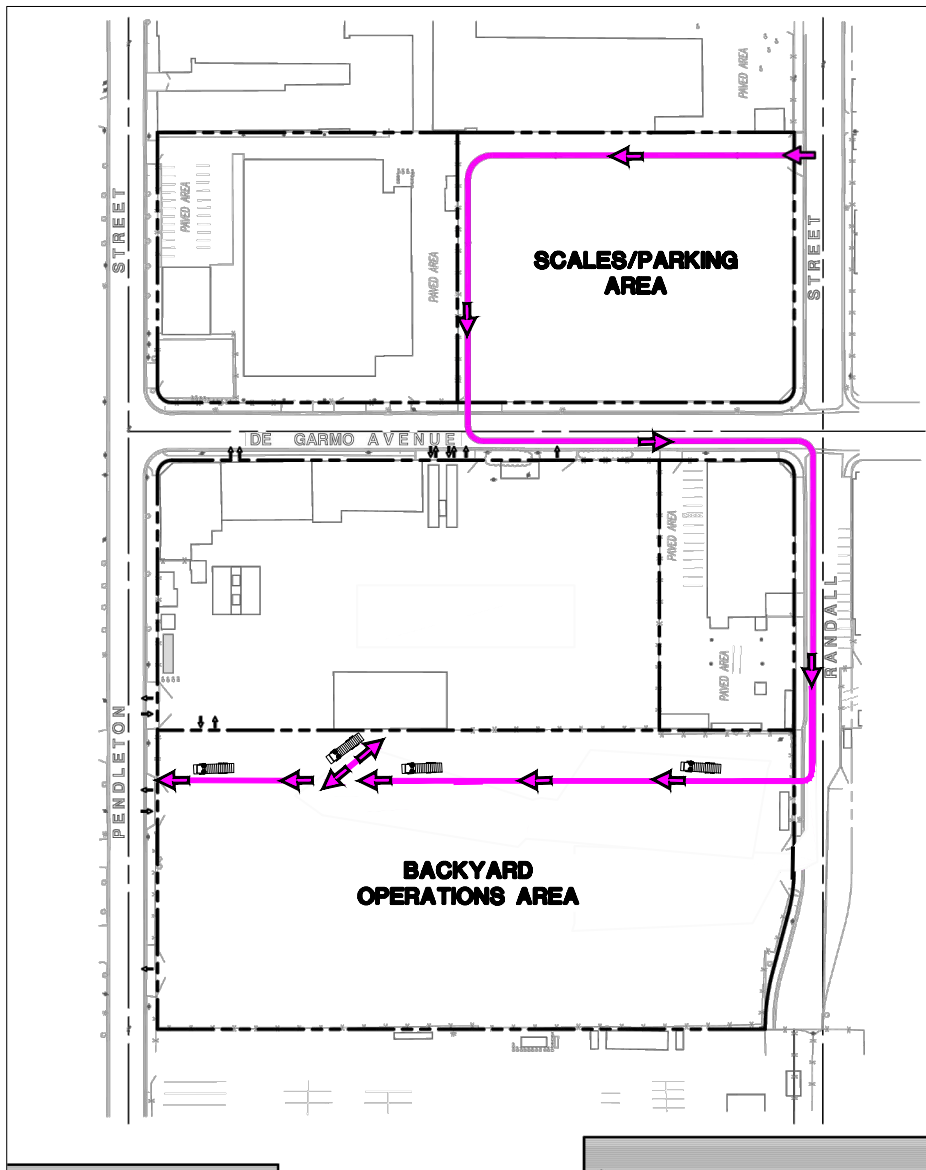 PAVED AREA
PAVED AREA
STREET
PAVED AREA
SCALES/PARKING
AREA
STREET
DE GARMO AVENUE
PAVED AREA
RANDALL
PAVED AREA
PENDLETON
BACKYARD
OPERATIONS AREA